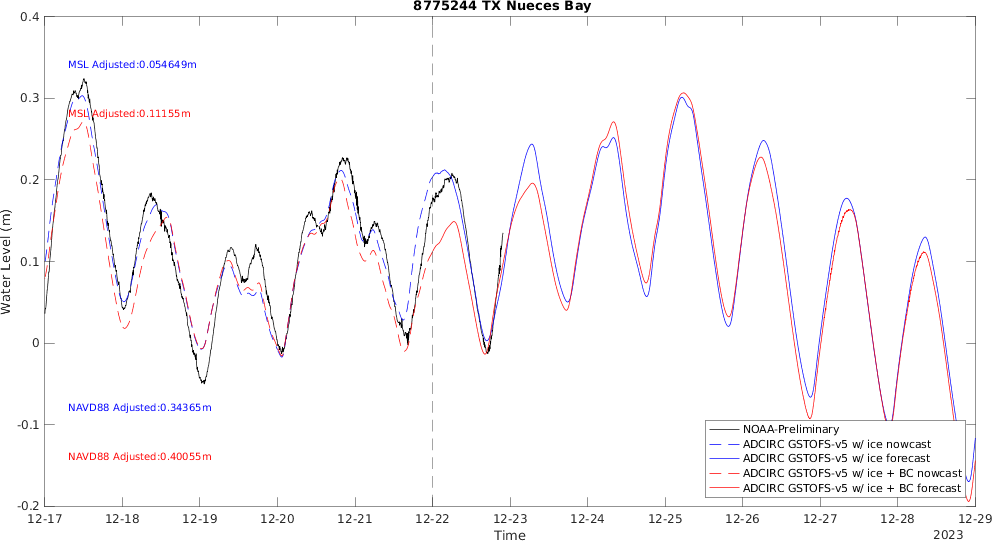 8775244 TX Nueces Bay
0.4
0.3
0.2
0.1
0
-0.1
-0.2
Water Level (m)
MSL Adjusted:0.054649m
MSL Adjusted:0.11155m
NAVD88 Adjusted:0.34365m
NAVD88 Adjusted:0.40055m
NOAA-Preliminary
ADCIRC GSTOFS-v5 w/ ice nowcast
ADCIRC GSTOFS-v5 w/ ice forecast
ADCIRC GSTOFS-v5 w/ ice + BC nowcast
ADCIRC GSTOFS-v5 w/ ice + BC forecast
12-17 12-18 12-19 12-20 12-21 12-22 12-23 12-24 12-25 12-26 12-27 12-28 12-29
Time
2023